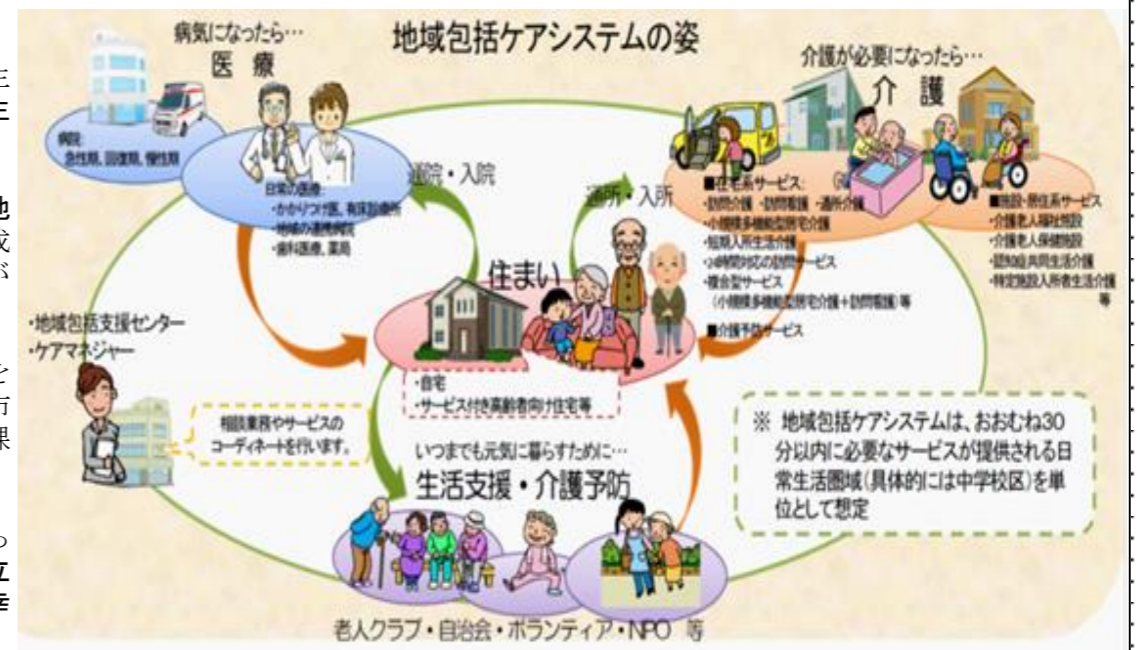 地域包括ケアシステムの姿
病気になったら…
医 療
病院:
急性期、回復期、慢性期
日常の医療:
・かかりつけ医、有床診療所
・地域の連携病院
・歯科医療、薬局
通院・入院
介護が必要になったら…
介 護
通所・入所
■在宅系サービス:
・訪問介護 ・訪問看護 ・通所介護
・小規模多機能型居宅介護
・短期入所生活介護
・24時間対応の訪問サービス
・複合型サービス
(小規模多機能型居宅介護+訪問看護)等
■介護予防サービス
■施設・居住系サービス
・介護老人福祉施設
・介護老人保健施設
・認知症共同生活介護
・特定施設入所者生活介護
等
住まい
・自宅
・サービス付き高齢者向け住宅等
・地域包括支援センター
・ケアマネジャー
相談業務やサービスの
コーディネートを行います。
いつまでも元気に暮らすために…
生活支援・介護予防
老人クラブ・自治会・ボランティア・NPO 等
※ 地域包括ケアシステムは、おおむね30
分以内に必要なサービスが提供される日
常生活圏域(具体的には中学校区)を単
位として想定